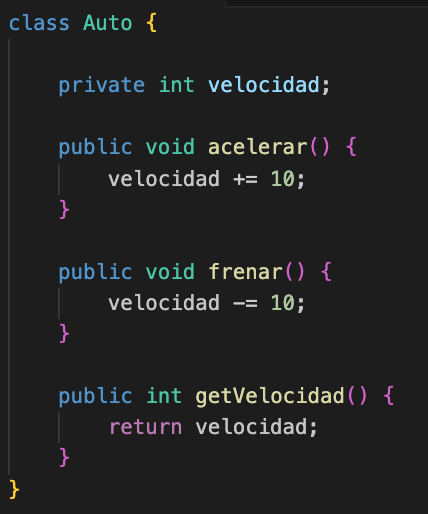 class Auto {
private int velocidad;
public void acelerar() {
velocidad += 10;
}
public void frenar() {
velocidad -= 10;
}
public int getVelocidad() {
return velocidad;
}
}